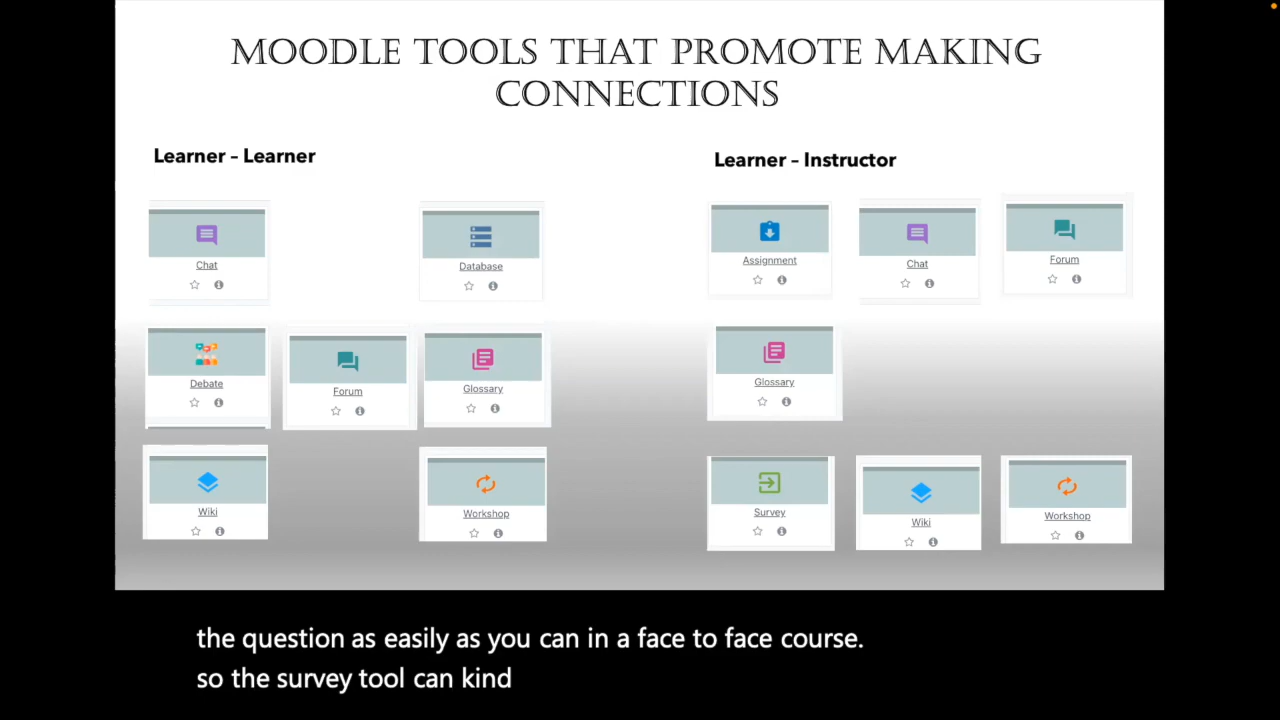 MOODLE TOOLS THAT PROMOTE MAKING
CONNECTIONS
Learner – Learner
Chat
Database
Debate
Forum
Glossary
Wiki
Workshop
Learner – Instructor
Assignment
Chat
Forum
Glossary
Survey
Wiki
Workshop
the question as easily as you can in a face to face course.
so the survey tool can kind